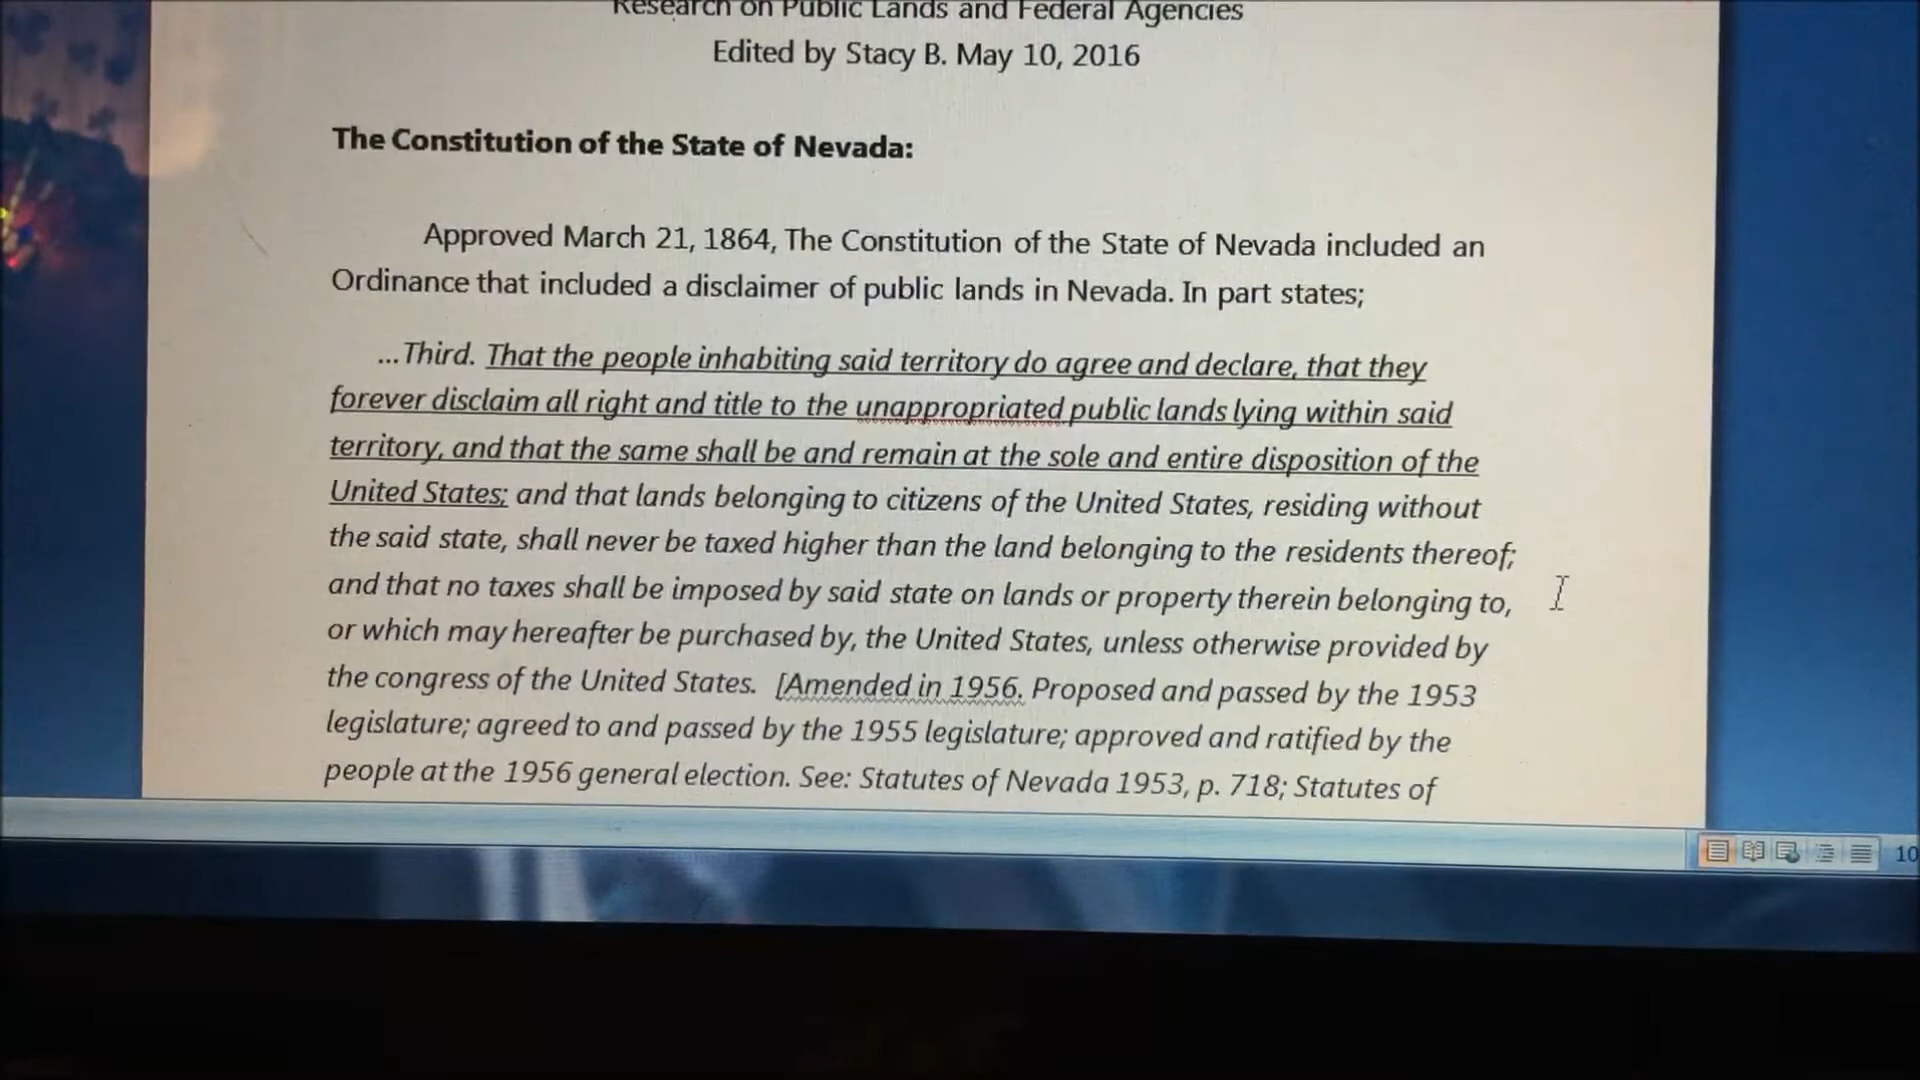 Research on Public Lands and Federal Agencies
Edited by Stacy B. May 10, 2016
The Constitution of the State of Nevada:
Approved March 21, 1864, The Constitution of the State of Nevada included an
Ordinance that included a disclaimer of public lands in Nevada. In part states;
...Third. That the people inhabiting said territory do agree and declare, that they
forever disclaim all right and title to the unappropriated public lands lying within said
territory, and that the same shall be and remain at the sole and entire disposition of the
United States; and that lands belonging to citizens of the United States, residing without
the said state, shall never be taxed higher than the land belonging to the residents thereof;
and that no taxes shall be imposed by said state on lands or property therein belonging to,
or which may hereafter be purchased by, the United States, unless otherwise provided by
the congress of the United States. [Amended in 1956. Proposed and passed by the 1953
legislature; agreed to and passed by the 1955 legislature; approved and ratified by the
people at the 1956 general election. See: Statutes of Nevada 1953, p. 718; Statutes of
10